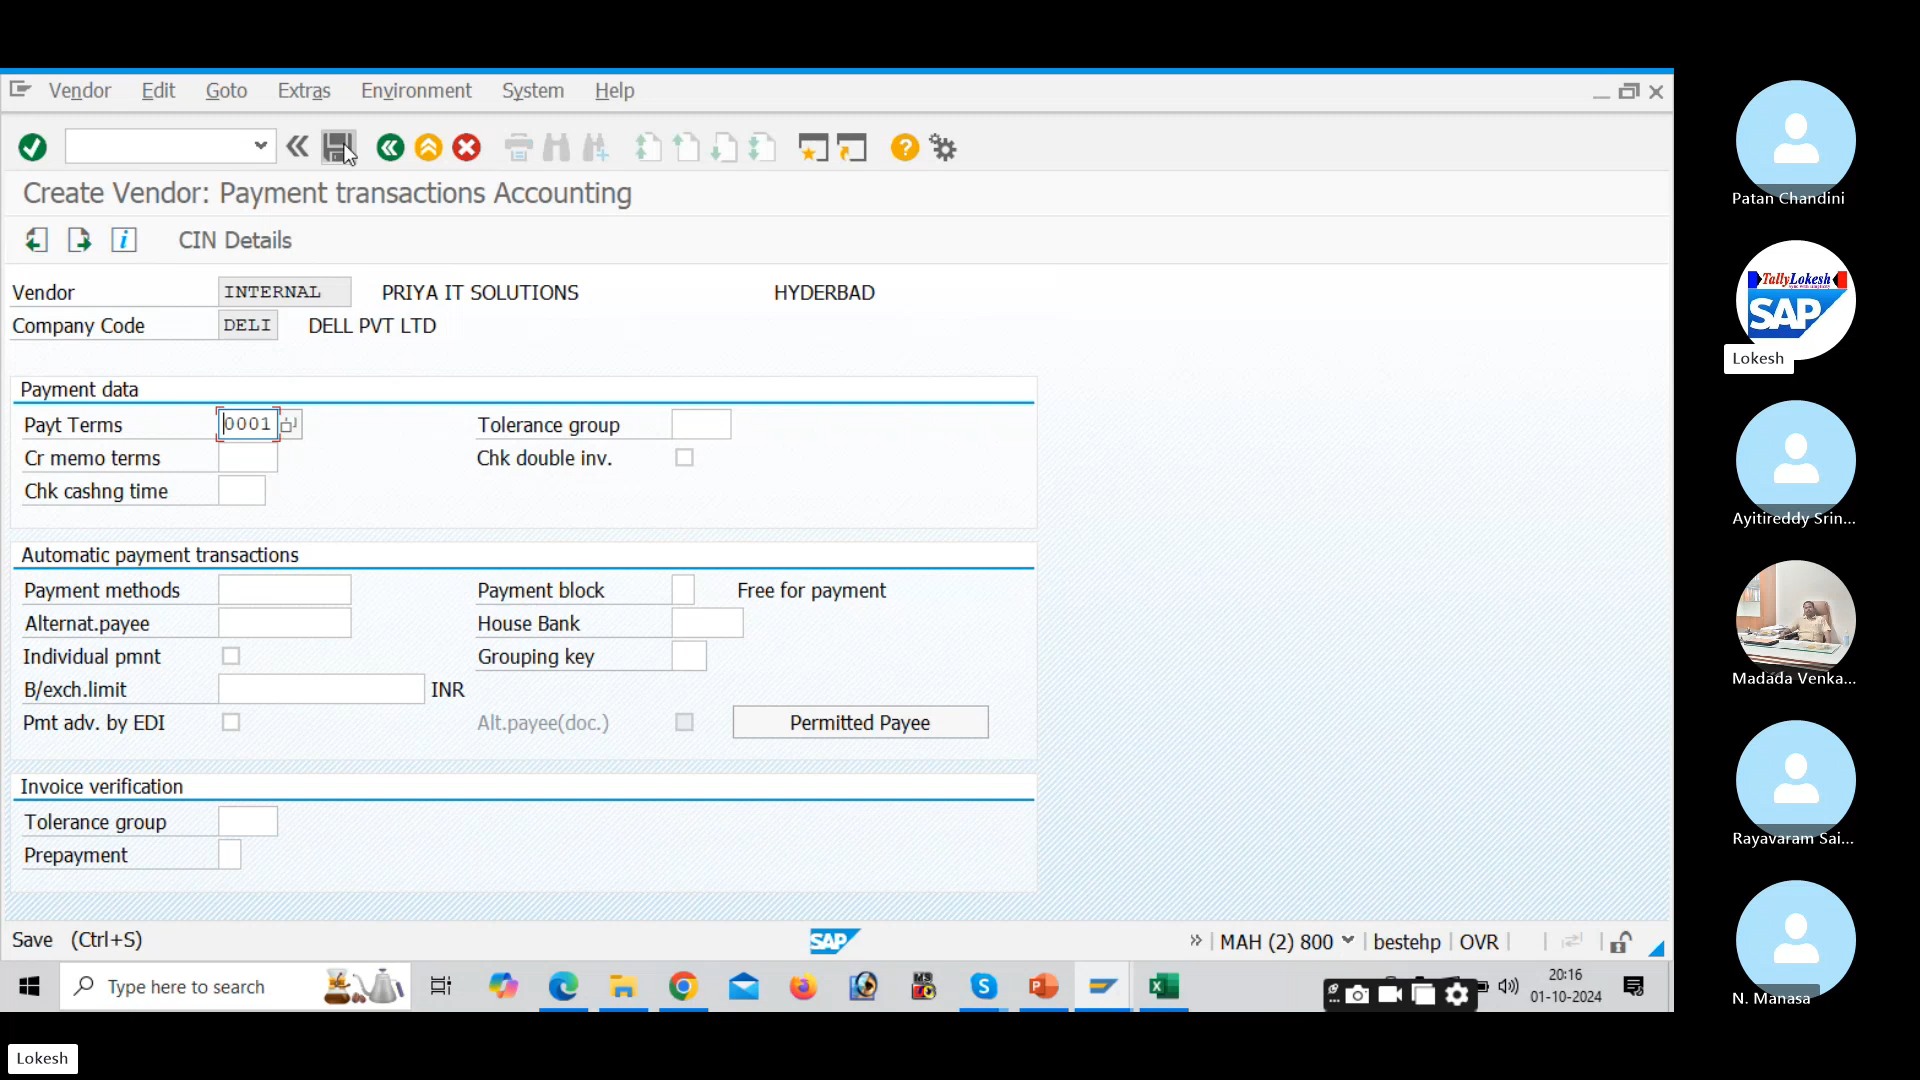 Vendor Edit Goto Extras Environment System Help
Create Vendor: Payment transactions Accounting
CIN Details
Vendor INTERNAL PRIYA IT SOLUTIONS HYDERBAD
Company Code DELI DELL PVT LTD
Payment data
Payt Terms 0001 Tolerance group
Cr memo terms Chk double inv.
Chk cashng time
Automatic payment transactions
Payment methods Payment block Free for payment
Alternat.payee House Bank
Individual pmnt Grouping key
B/exch.limit INR
Pmt adv. by EDI Alt.payee(doc.) Permitted Payee
Invoice verification
Tolerance group
Prepayment
Save (Ctrl+S) SAP MAH (2) 800 bestehp OVR
Type here to search
20:16
01-10-2024
Lokesh
Patan Chandini
TallyLokesh
SAP
Lokesh
Ayitireddy Srin...
Madada Venka...
Rayavaram Sai...
N. Manasa